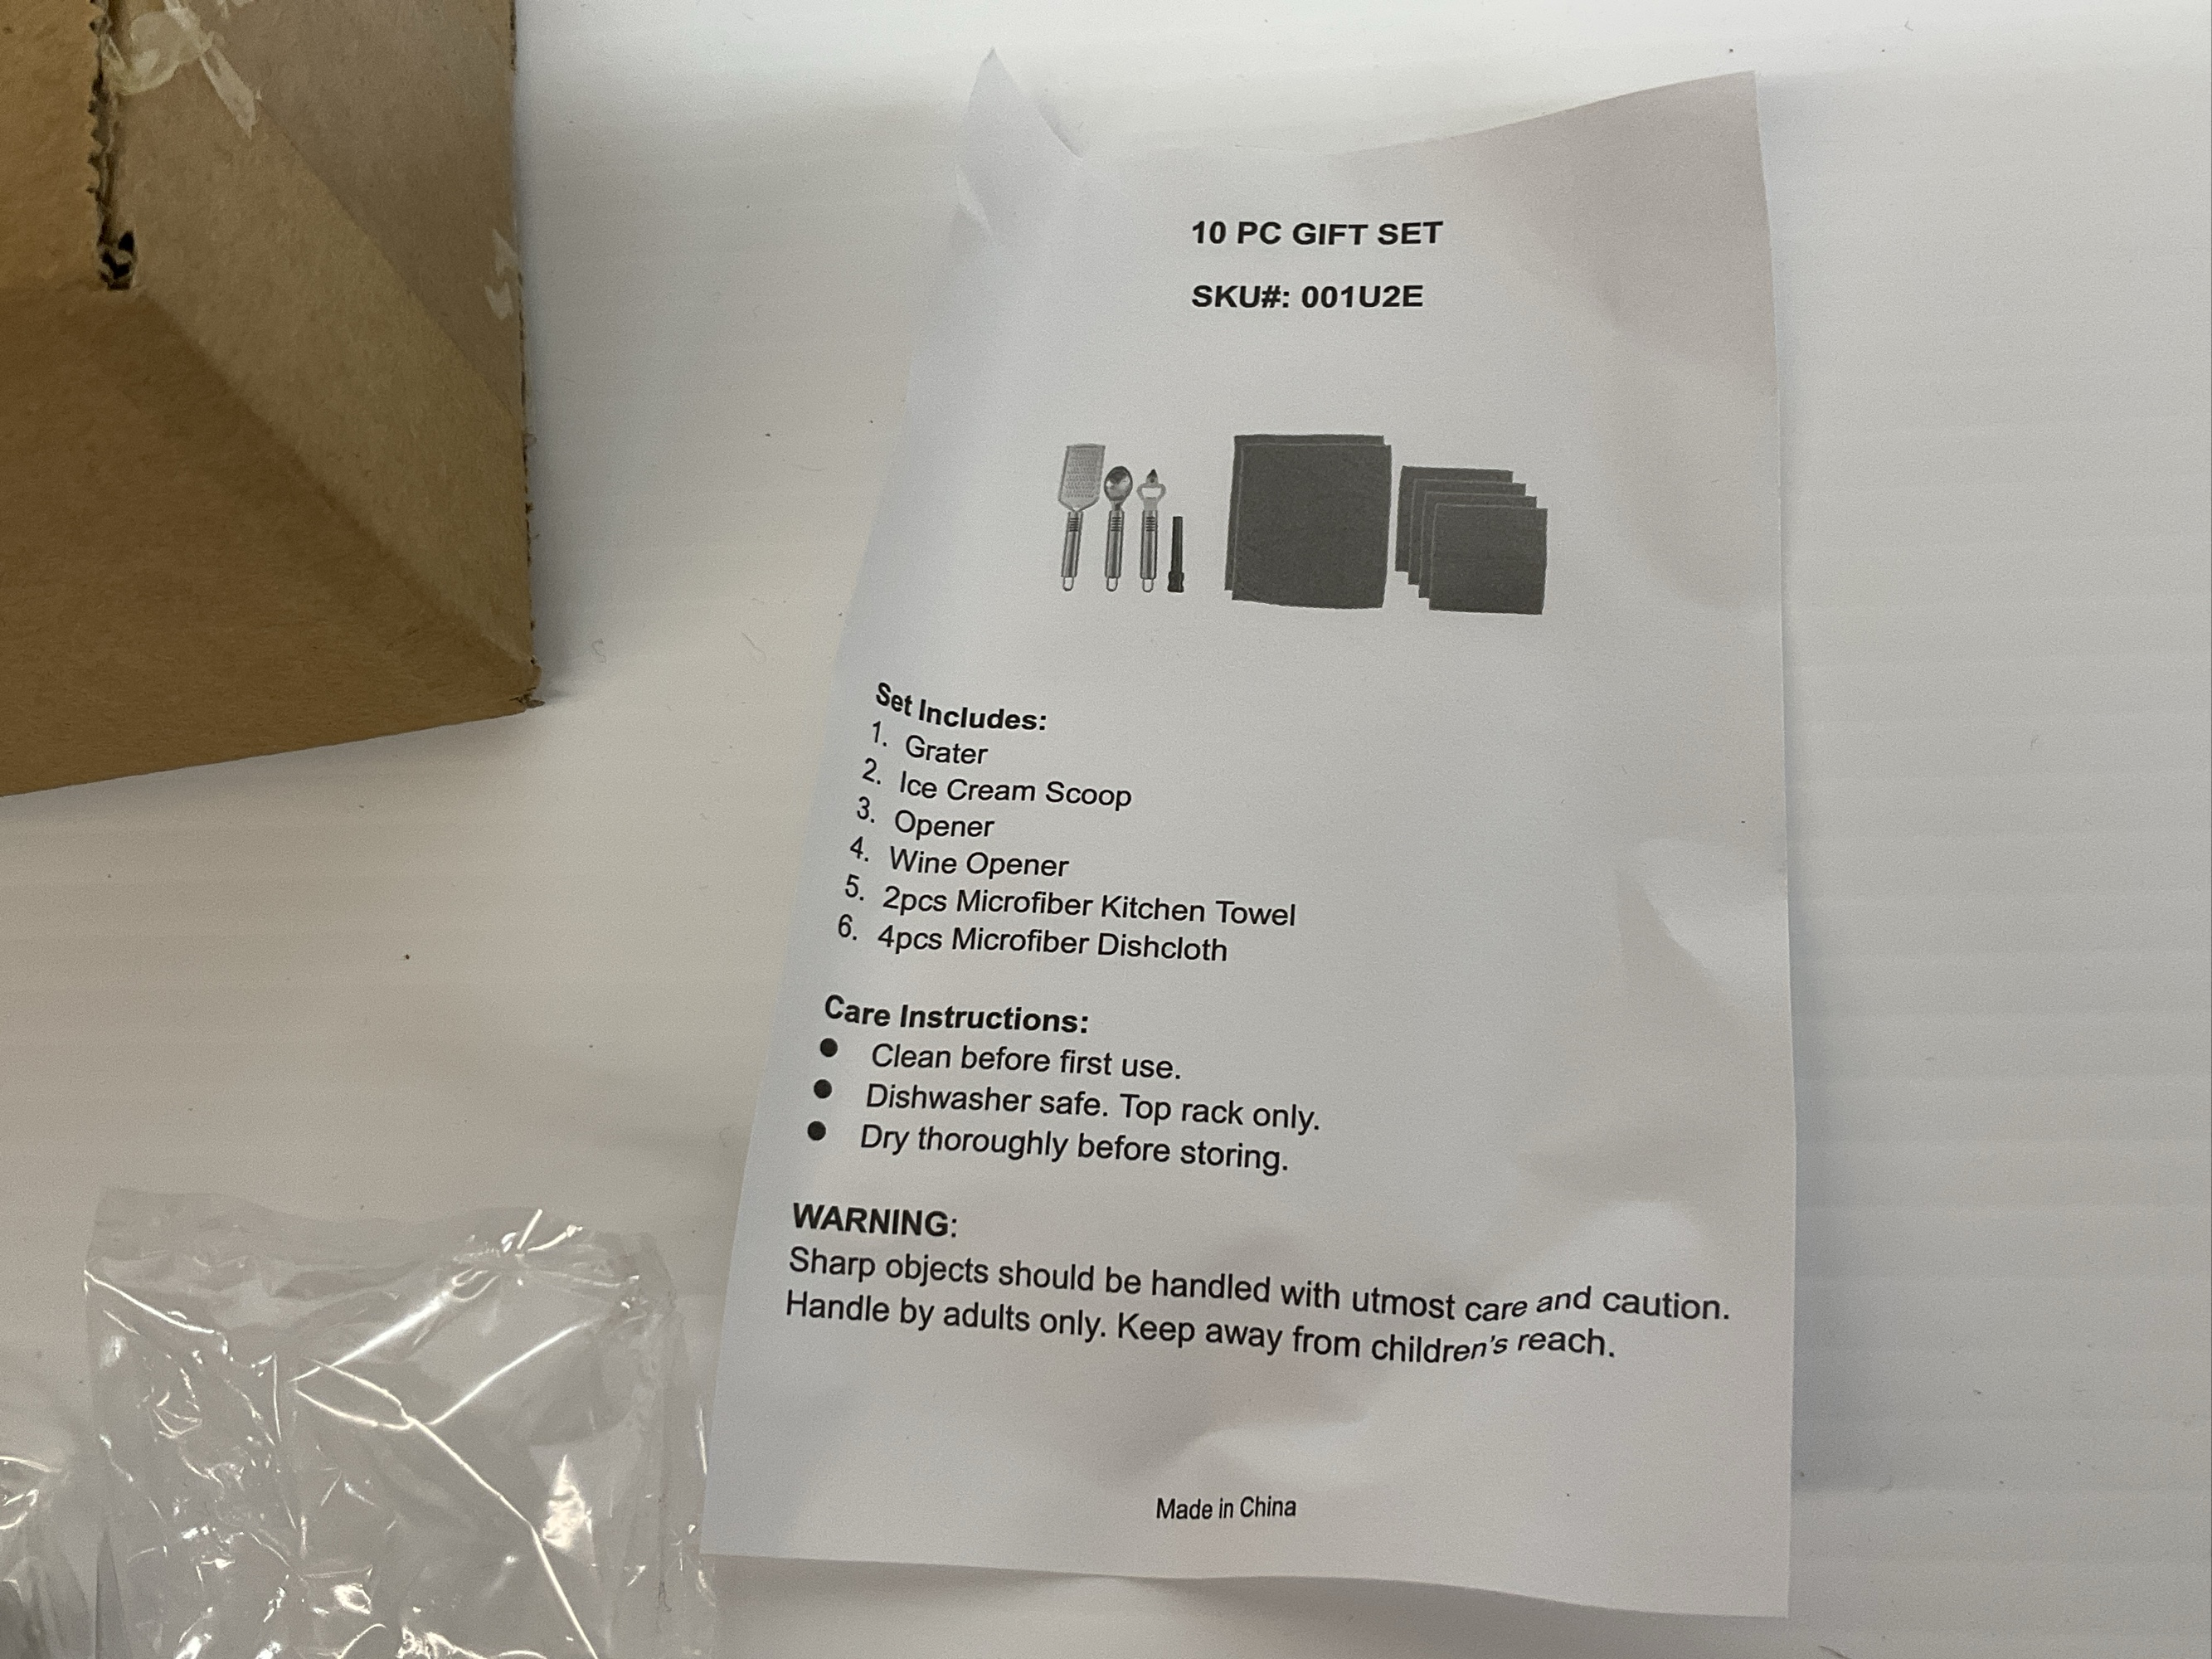 10 PC GIFT SET
SKU#: 001U2E
Set Includes:
1. Grater
2. Ice Cream Scoop
3. Opener
4. Wine Opener
5. 2pcs Microfiber Kitchen Towel
6. 4pcs Microfiber Dishcloth
Care Instructions:
● Clean before first use.
● Dishwasher safe. Top rack only.
● Dry thoroughly before storing.
WARNING:
Sharp objects should be handled with utmost care and caution.
Handle by adults only. Keep away from children's reach.
Made in China